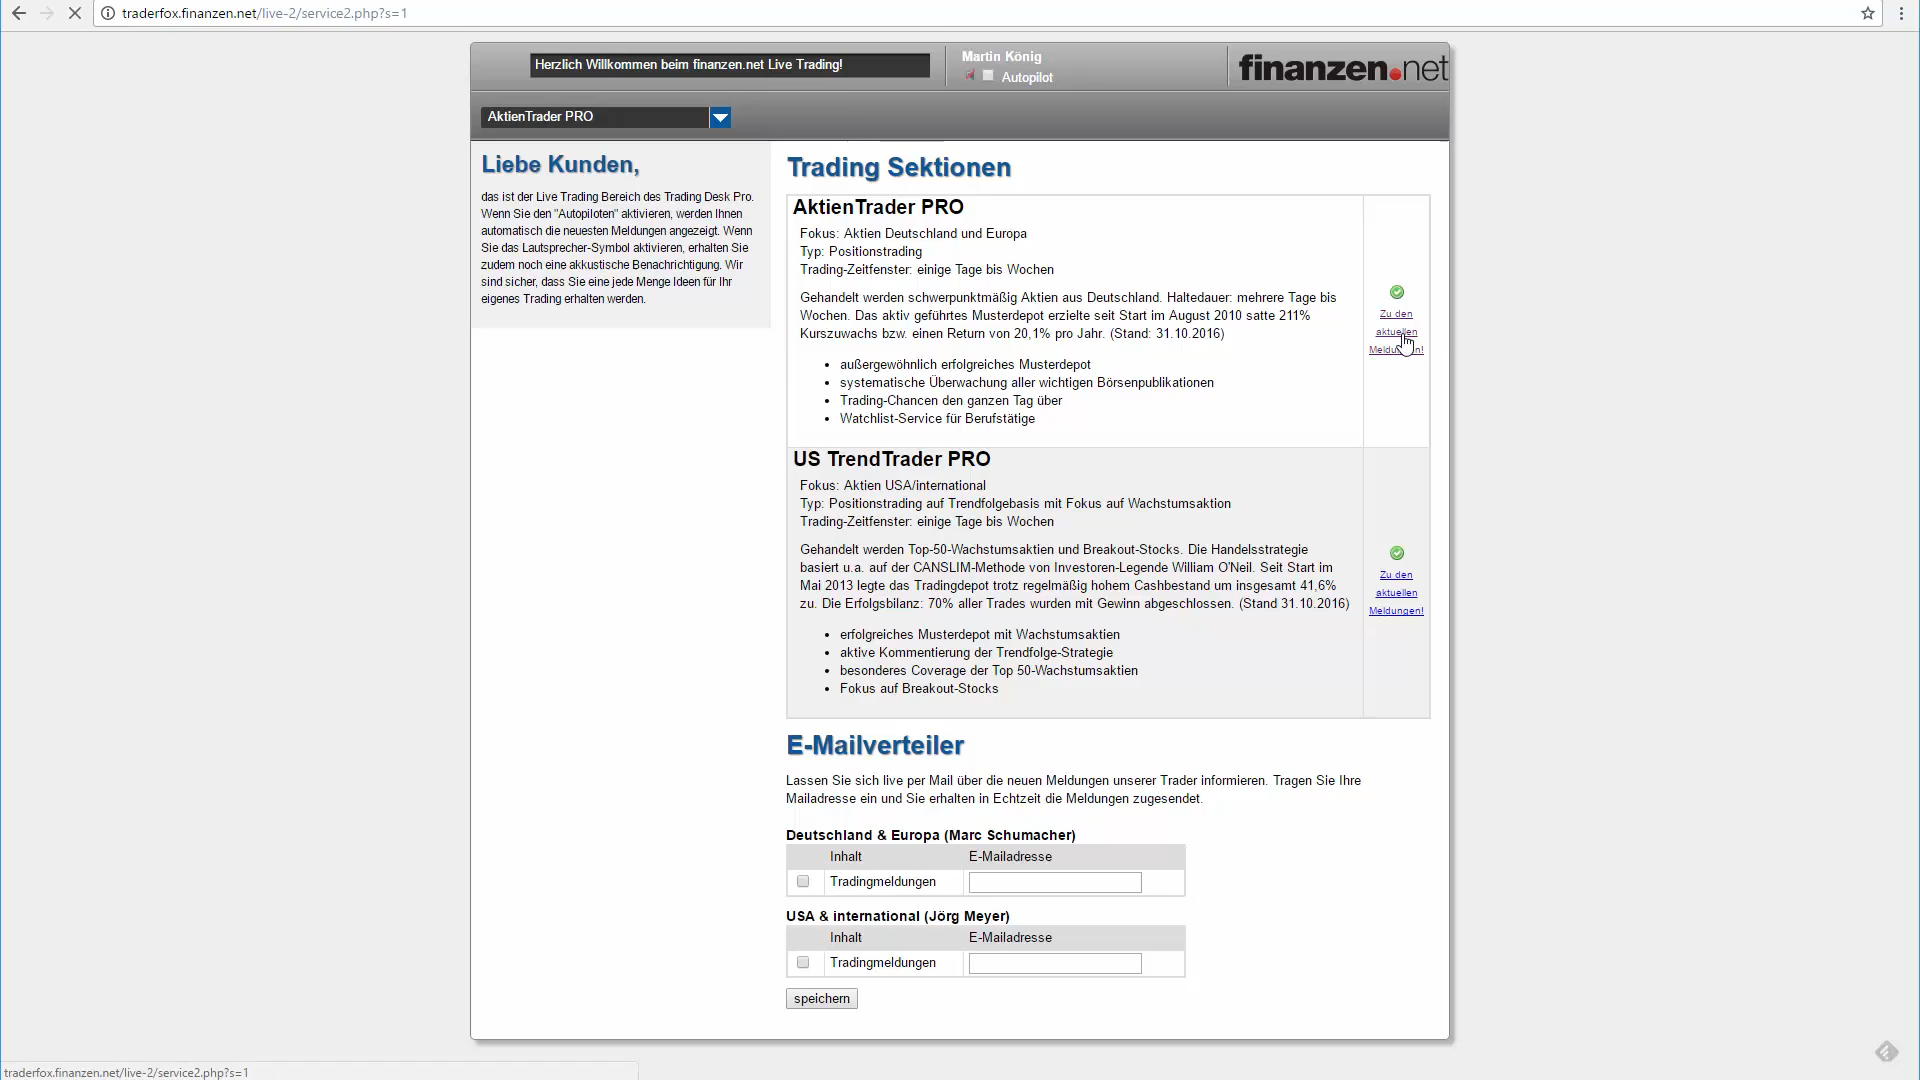 traderfox.finanzen.net/live-2/service2.php?s=1
Herzlich Willkommen beim finanzen.net Live Trading!
Martin König
Autopilot
finanzen.net
AktienTrader PRO
Liebe Kunden,
das ist der Live Trading Bereich des Trading Desk Pro.
Wenn Sie den "Autopiloten" aktivieren, werden Ihnen
automatisch die neuesten Meldungen angezeigt. Wenn
Sie das Lautsprecher-Symbol aktivieren, erhalten Sie
zudem noch eine akkustische Benachrichtigung. Wir
sind sicher, dass Sie eine jede Menge Ideen für Ihr
eigenes Trading erhalten werden.
Trading Sektionen
AktienTrader PRO
Fokus: Aktien Deutschland und Europa
Typ: Positionstrading
Trading-Zeitfenster: einige Tage bis Wochen
Gehandelt werden schwerpunktmäßig Aktien aus Deutschland. Haltedauer: mehrere Tage bis
Wochen. Das aktiv geführtes Musterdepot erzielte seit Start im August 2010 satte 211%
Kurszuwachs bzw. einen Return von 20,1% pro Jahr. (Stand: 31.10.2016)
• außergewöhnlich erfolgreiches Musterdepot
• systematische Überwachung aller wichtigen Börsenpublikationen
• Trading-Chancen den ganzen Tag über
• Watchlist-Service für Berufstätige
Zu den
aktuellen
Meldungen!
US TrendTrader PRO
Fokus: Aktien USA/international
Typ: Positionstrading auf Trendfolgebasis mit Fokus auf Wachstumsaktion
Trading-Zeitfenster: einige Tage bis Wochen
Gehandelt werden Top-50-Wachstumsaktien und Breakout-Stocks. Die Handelsstrategie
basiert u.a. auf der CANSLIM-Methode von Investoren-Legende William O'Neil. Seit Start im
Mai 2013 legte das Tradingdepot trotz regelmäßig hohem Cashbestand um insgesamt 41,6%
zu. Die Erfolgsbilanz: 70% aller Trades wurden mit Gewinn abgeschlossen. (Stand 31.10.2016)
• erfolgreiches Musterdepot mit Wachstumsaktien
• aktive Kommentierung der Trendfolge-Strategie
• besonderes Coverage der Top 50-Wachstumsaktien
• Fokus auf Breakout-Stocks
Zu den
aktuellen
Meldungen!
E-Mailverteiler
Lassen Sie sich live per Mail über die neuen Meldungen unserer Trader informieren. Tragen Sie Ihre
Mailadresse ein und Sie erhalten in Echtzeit die Meldungen zugesendet.
Deutschland & Europa (Marc Schumacher)
Inhalt E-Mailadresse
Tradingmeldungen
USA & international (Jörg Meyer)
Inhalt E-Mailadresse
Tradingmeldungen
speichern
traderfox.finanzen.net/live-2/service2.php?s=1